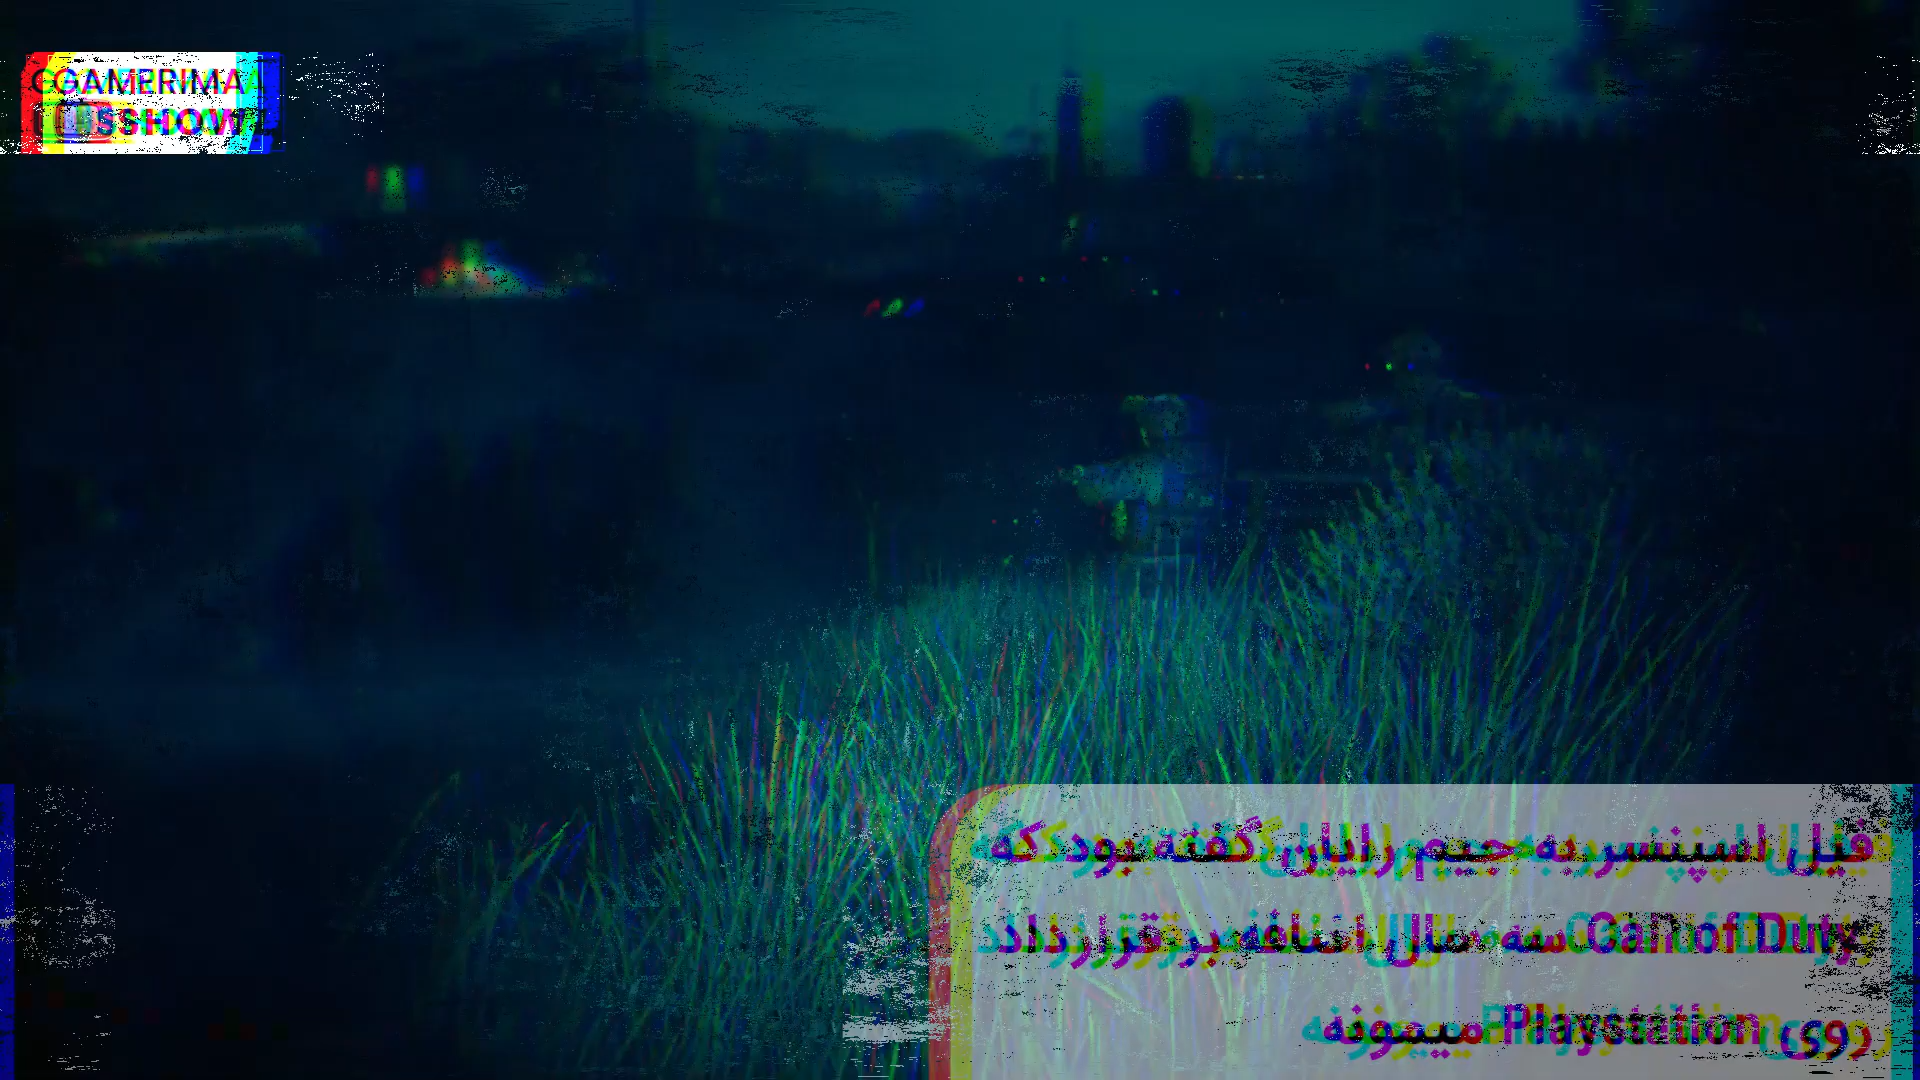 GAMERIMA
SHOW
فیل اسپنسر به جیم رایان گفته بود که
Call of Duty سه سال اضافه بر قرارداد
روی Playstation میمونه